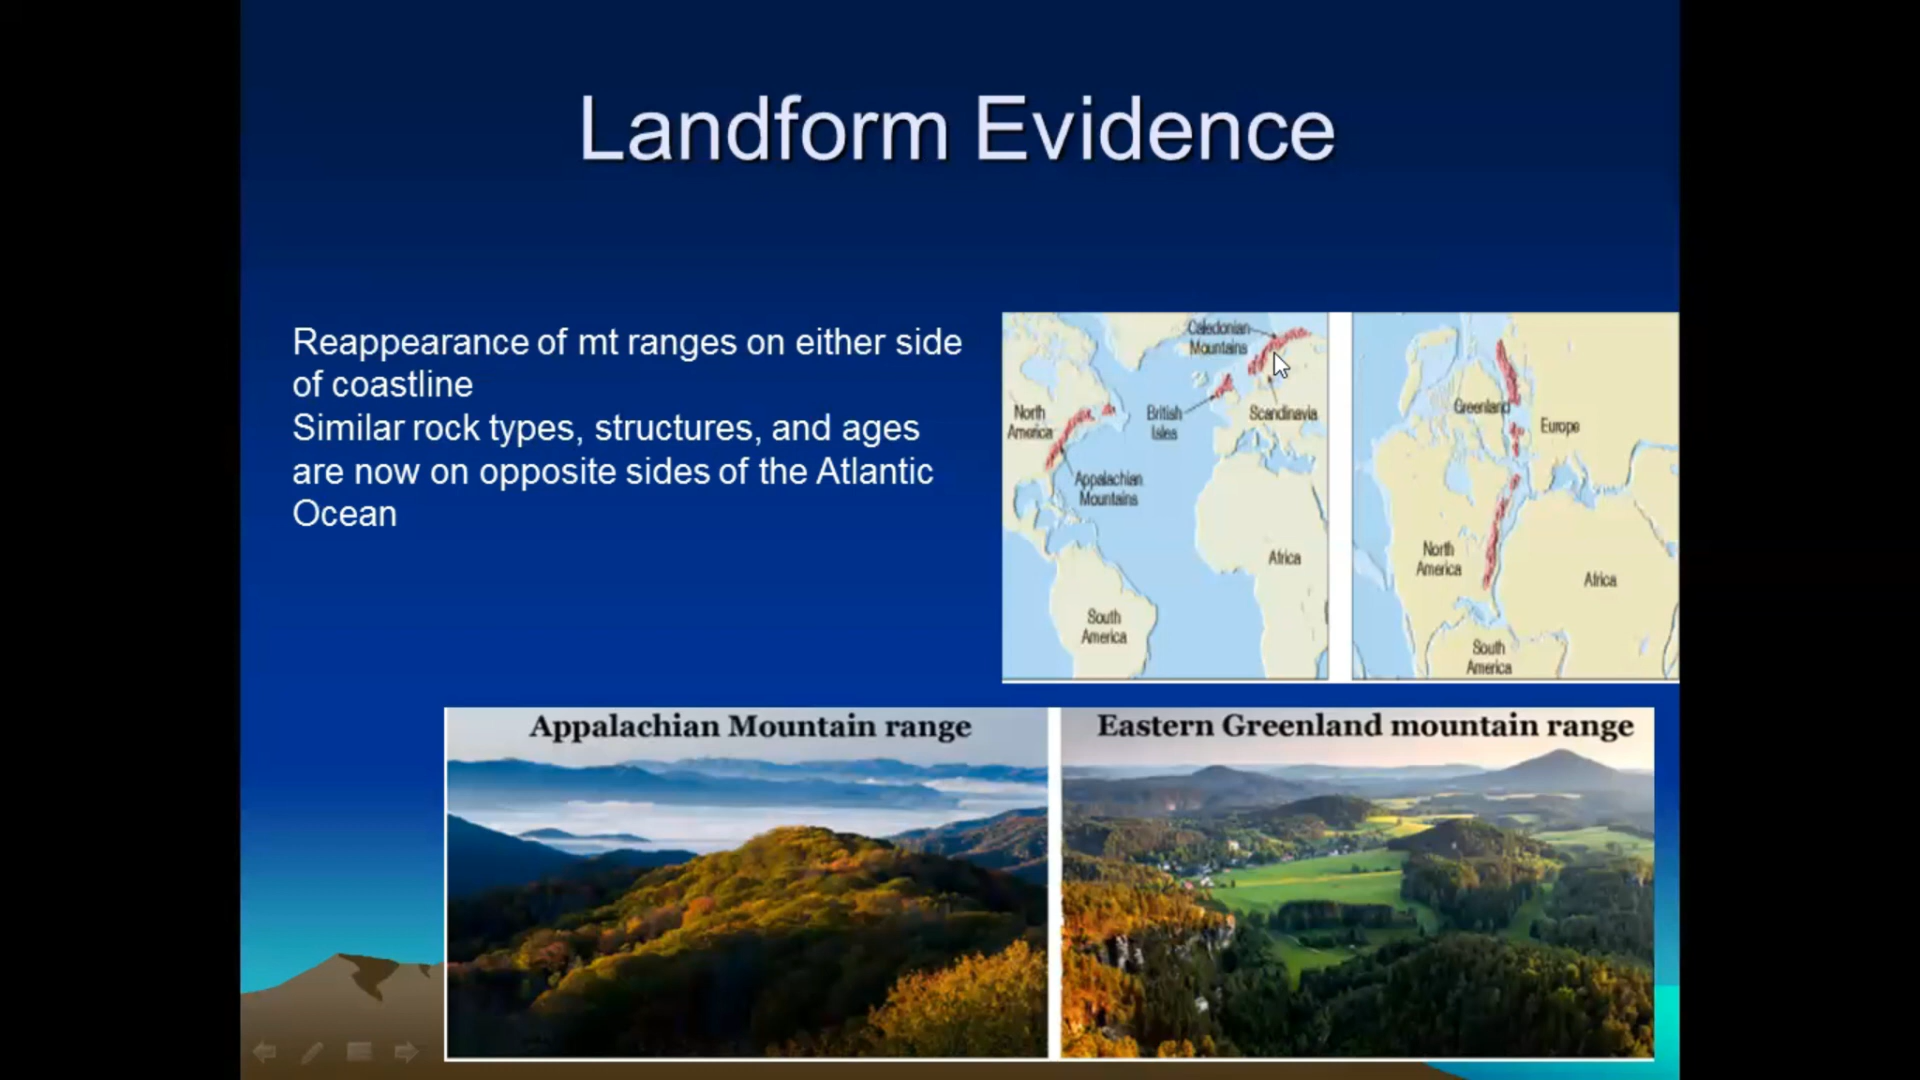 Landform Evidence
Reappearance of mt ranges on either side
of coastline
Similar rock types, structures, and ages
are now on opposite sides of the Atlantic
Ocean
Caledonian
Mountains
North
America
British
Isles
Scandinavia
Appalachian
Mountains
Africa
South
America
Greenland
Europe
North
America
Africa
South
America
Appalachian Mountain range
Eastern Greenland mountain range